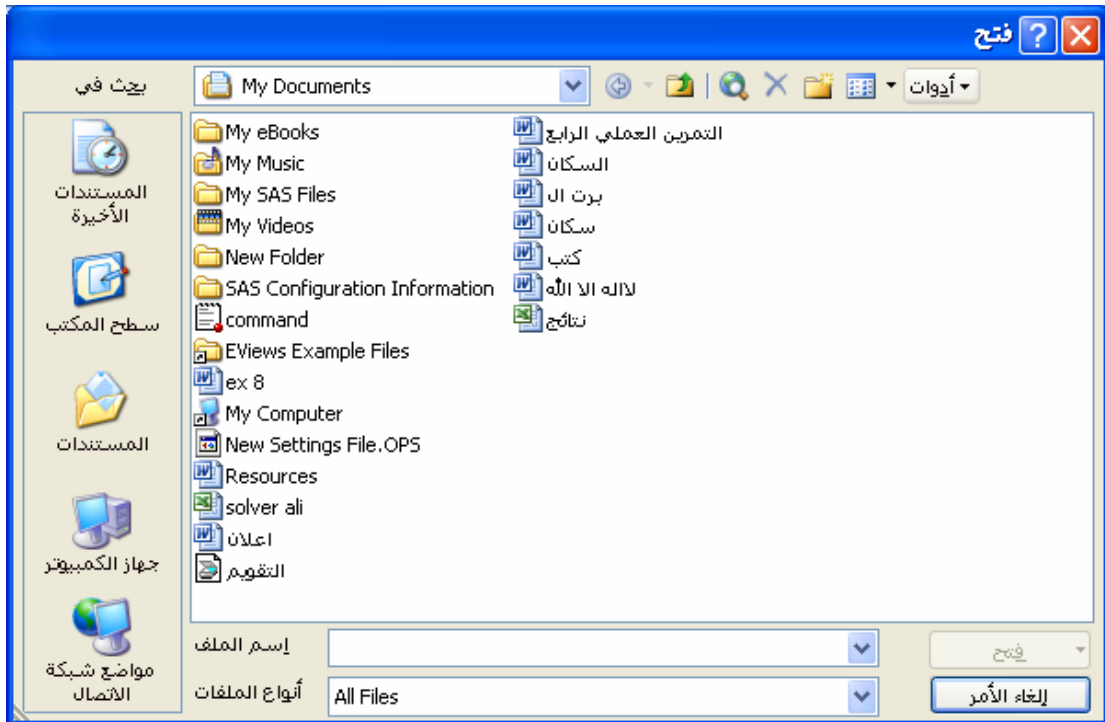 فتح
بحث في
My Documents
أدوات
المستندات
الأخيرة
سطح المكتب
المستندات
جهاز الكمبيوتر
مواضع شبكة
الاتصال
My eBooks
My Music
My SAS Files
My Videos
New Folder
SAS Configuration Information
command
EViews Example Files
ex 8
My Computer
New Settings File.OPS
Resources
solver ali
اعلان
التقويم
التمرين العملي الرابع
السكان
برت ال
سكان
كتب
لااله الا الله
نتائج
إسم الملف
فتح
أنواع الملفات
All Files
إلغاء الأمر